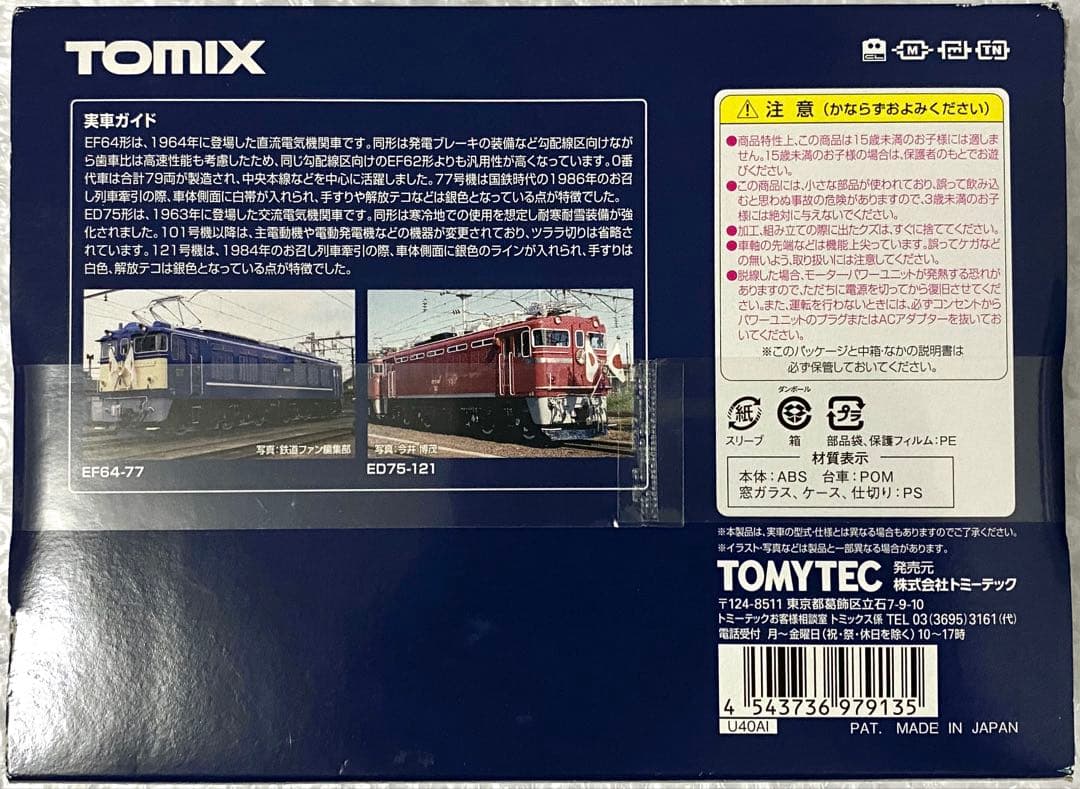 TOMIX
CL M T TN
実車ガイド
EF64形は、1964年に登場した直流電気機関車です。同形は発電ブレーキの装備など勾配線区向けなが
ら歯車比は高速性能も考慮したため、同じ勾配線区向けのEF62形よりも汎用性が高くなっています。0番
代車は合計79両が製造され、中央本線などを中心に活躍しました。77号機は国鉄時代の1986年のお召
し列車牽引の際、車体側面に白帯が入れられ、手すりや解放テコなどは銀色となっている点が特徴でした。
ED75形は、1963年に登場した交流電気機関車です。同形は寒冷地での使用を想定し耐寒耐雪装備が強
化されました。101号機以降は、主電動機や電動発電機などの機器が変更されており、ツララ切りは省略さ
れています。121号機は、1984年のお召し列車牽引の際、車体側面に銀色のラインが入れられ、手すりは
白色、解放テコは銀色となっている点が特徴でした。
写真:鉄道ファン編集部
写真:今井 博茂
EF64-77
ED75-121
注意(かならずおよみください)
●商品特性上、この商品は15歳未満のお子様には適しま
せん。15歳未満のお子様の場合は、保護者のもとでお遊
びください。
●この商品には、小さな部品が使われており、誤って飲み込
むと思わぬ事故の危険がありますので、3歳未満のお子
様には絶対に与えないでください。
●加工、組み立ての際に出たクズは、すぐに捨ててください。
●車軸の先端などは機能上尖っています。誤ってケガなど
の無いよう、取り扱いには注意してください。
●脱線した場合、モーターパワーユニットが発熱する恐れが
ありますので、ただちに電源を切ってから復旧させてくだ
さい。また、運転を行わないときには、必ずコンセントから
パワーユニットのプラグまたはACアダプターを抜いてお
いてください。
※このパッケージと中箱・なかの説明書は
必ず保管しておいてください。
ダンボール
紙 プラ
スリーブ 箱 部品袋、保護フィルム:PE
材質表示
本体:ABS 台車:POM
窓ガラス、ケース、仕切り:PS
※本製品は、実車の型式・仕様とは異なる場合もありますのでご了承ください。
※イラスト・写真などは製品と一部異なる場合があります。
TOMYTEC 発売元 株式会社トミーテック
〒124-8511 東京都葛飾区立石7-9-10
トミーテックお客様相談室 トミックス係 TEL 03(3695)3161(代)
電話受付 月〜金曜日(祝・祭・休日を除く)10〜17時
4 543736 979135
U40AI
PAT. MADE IN JAPAN